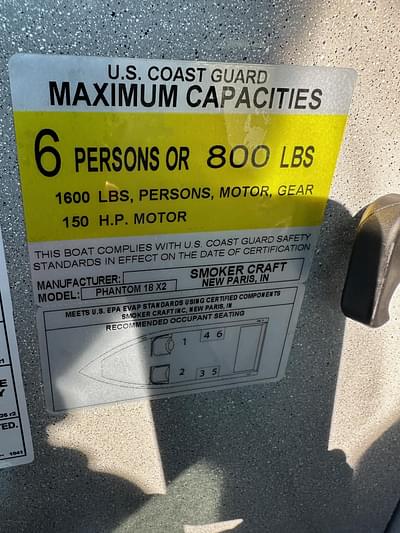 U.S. COAST GUARD
MAXIMUM CAPACITIES
6 PERSONS OR 800 LBS
1600 LBS, PERSONS, MOTOR, GEAR
150 H.P. MOTOR
THIS BOAT COMPLIES WITH U.S. COAST GUARD SAFETY
STANDARDS IN EFFECT ON THE DATE OF CERTIFICATION
MANUFACTURER: SMOKER CRAFT
NEW PARIS, IN
MODEL: PHANTOM 18 X2
MEETS U.S. EPA EVAP STANDARDS USING CERTIFIED COMPONENTS
SMOKER CRAFT INC, NEW PARIS, IN
RECOMMENDED OCCUPANT SEATING
1 4 6
2 3 5
TED.